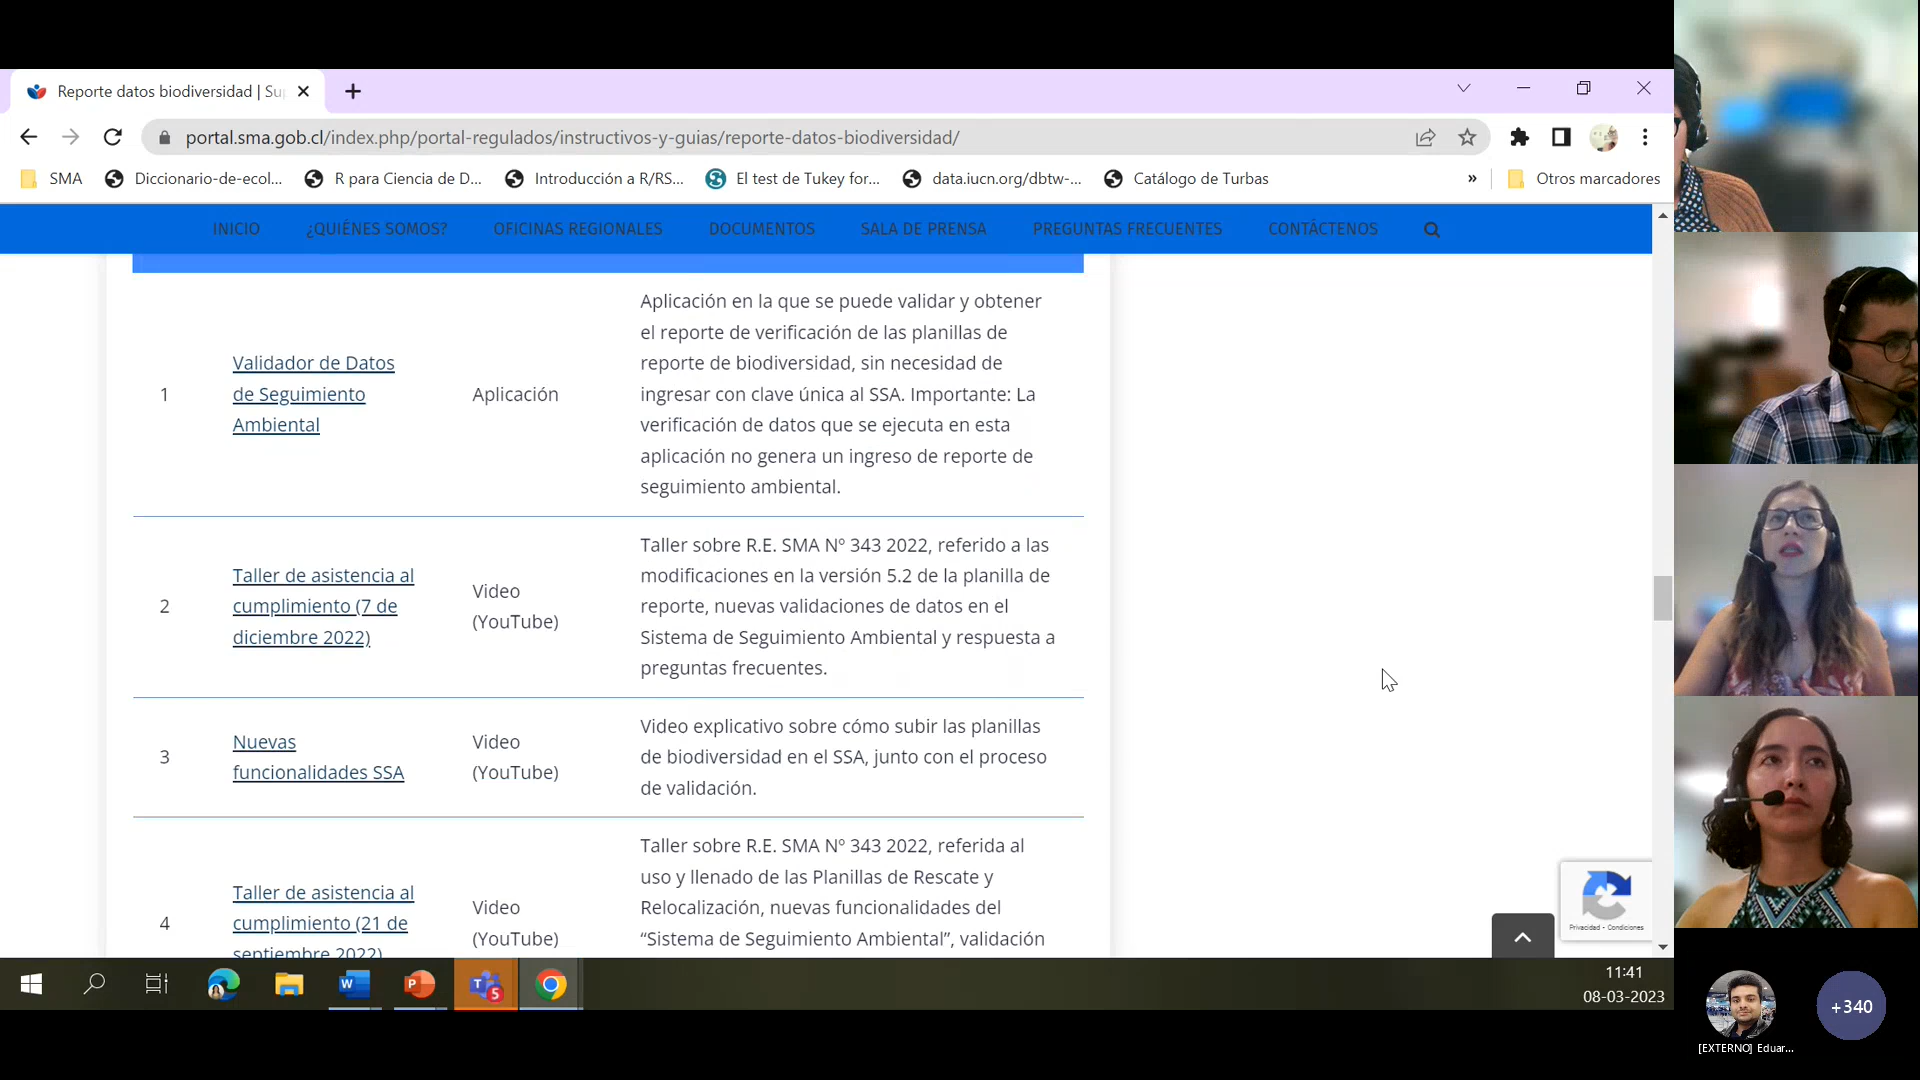 Reporte datos biodiversidad | Su
portal.sma.gob.cl/index.php/portal-regulados/instructivos-y-guias/reporte-datos-biodiversidad/
SMA
Diccionario-de-ecol...
R para Ciencia de D...
Introducción a R/RS...
El test de Tukey for...
data.iucn.org/dbtw-...
Catálogo de Turbas
»
Otros marcadores
INICIO
¿QUIÉNES SOMOS?
OFICINAS REGIONALES
DOCUMENTOS
SALA DE PRENSA
PREGUNTAS FRECUENTES
CONTÁCTENOS
1
Validador de Datos
de Seguimiento
Ambiental
Aplicación
Aplicación en la que se puede validar y obtener
el reporte de verificación de las planillas de
reporte de biodiversidad, sin necesidad de
ingresar con clave única al SSA. Importante: La
verificación de datos que se ejecuta en esta
aplicación no genera un ingreso de reporte de
seguimiento ambiental.
2
Taller de asistencia al
cumplimiento (7 de
diciembre 2022)
Video
(YouTube)
Taller sobre R.E. SMA Nº 343 2022, referido a las
modificaciones en la versión 5.2 de la planilla de
reporte, nuevas validaciones de datos en el
Sistema de Seguimiento Ambiental y respuesta a
preguntas frecuentes.
3
Nuevas
funcionalidades SSA
Video
(YouTube)
Video explicativo sobre cómo subir las planillas
de biodiversidad en el SSA, junto con el proceso
de validación.
4
Taller de asistencia al
cumplimiento (21 de
septiembre 2022)
Video
(YouTube)
Taller sobre R.E. SMA Nº 343 2022, referida al
uso y llenado de las Planillas de Rescate y
Relocalización, nuevas funcionalidades del
“Sistema de Seguimiento Ambiental”, validación
Privacidad - Condiciones
5
11:41
08-03-2023
+340
[EXTERNO] Eduar...